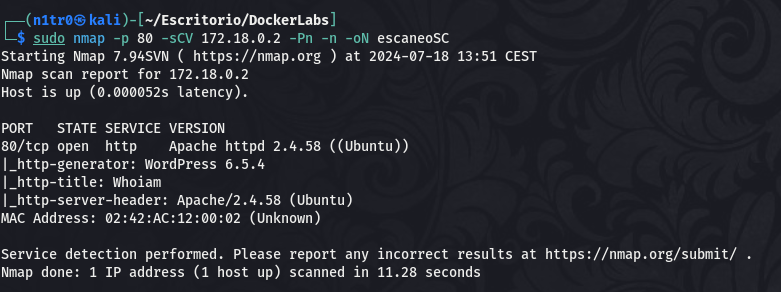 (n1tr0㉿kali)-[~/Escritorio/DockerLabs]
$ sudo nmap -p 80 -sCV 172.18.0.2 -Pn -n -oN escaneoSC
Starting Nmap 7.94SVN ( https://nmap.org ) at 2024-07-18 13:51 CEST
Nmap scan report for 172.18.0.2
Host is up (0.000052s latency).

PORT   STATE SERVICE VERSION
80/tcp open  http    Apache httpd 2.4.58 ((Ubuntu))
|_http-generator: WordPress 6.5.4
|_http-title: Whoiam
|_http-server-header: Apache/2.4.58 (Ubuntu)
MAC Address: 02:42:AC:12:00:02 (Unknown)

Service detection performed. Please report any incorrect results at https://nmap.org/submit/ .
Nmap done: 1 IP address (1 host up) scanned in 11.28 seconds